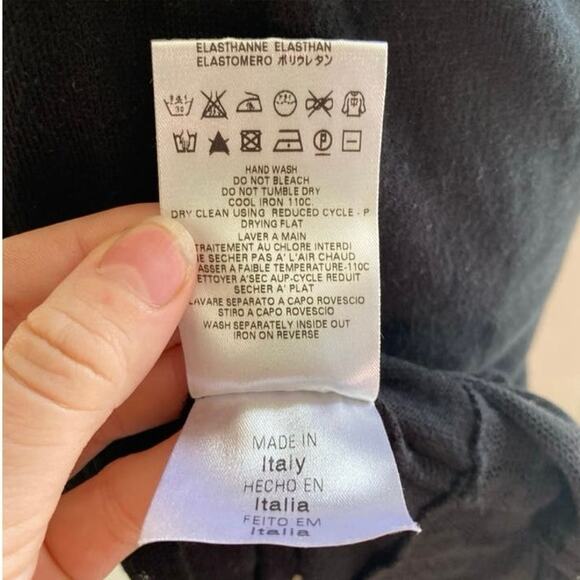 ELASTHANNE ELASTHAN
ELASTOMERO ポリウレタン
HAND WASH
DO NOT BLEACH
DO NOT TUMBLE DRY
COOL IRON 110C.
DRY CLEAN USING REDUCED CYCLE - P
DRYING FLAT
LAVER A MAIN
TRAITEMENT AU CHLORE INTERDI
NE SECHER PAS A' L'AIR CHAUD
ASSER A FAIBLE TEMPERATURE-110C
ETTOYER A'SEC AUP-CYCLE REDUIT
SECHER A' PLAT
LAVARE SEPARATO A CAPO ROVESCIO
STIRO A CAPO ROVESCIO
WASH SEPARATELY INSIDE OUT
IRON ON REVERSE
MADE IN
Italy
HECHO EN
Italia
FEITO EM
Italia